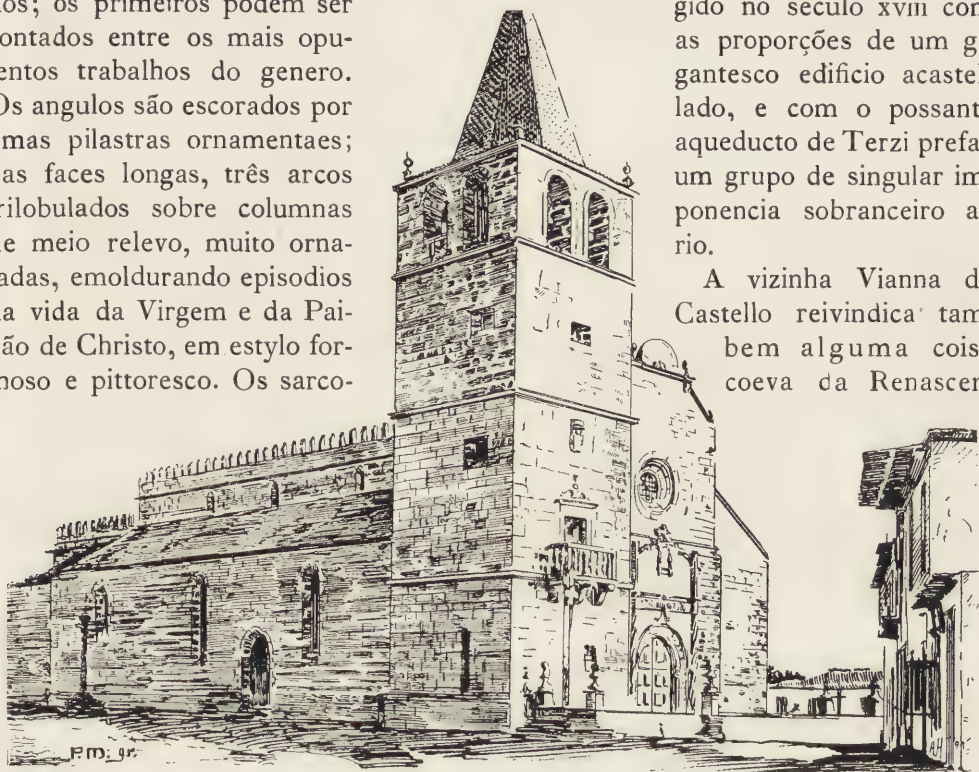 os; os primeiros podem ser
ontados entre os mais opu-
entos trabalhos do genero.
Os angulos são escorados por
mas pilastras ornamentaes;
as faces longas, três arcos
rilobulados sobre columnas
e meio relevo, muito orna-
adas, emoldurando episodios
a vida da Virgem e da Pai-
ão de Christo, em estylo for-
noso e pittoresco. Os sarco-
gido no seculo XVIII con
as proporções de um g
gantesco edificio acastel
lado, e com o possant
aqueducto de Terzi prefa
um grupo de singular im
ponencia sobranceiro a
rio.
A vizinha Vianna d
Castello reivindica tam
bem alguma cois
coeva da Renascen
P. M. gr.